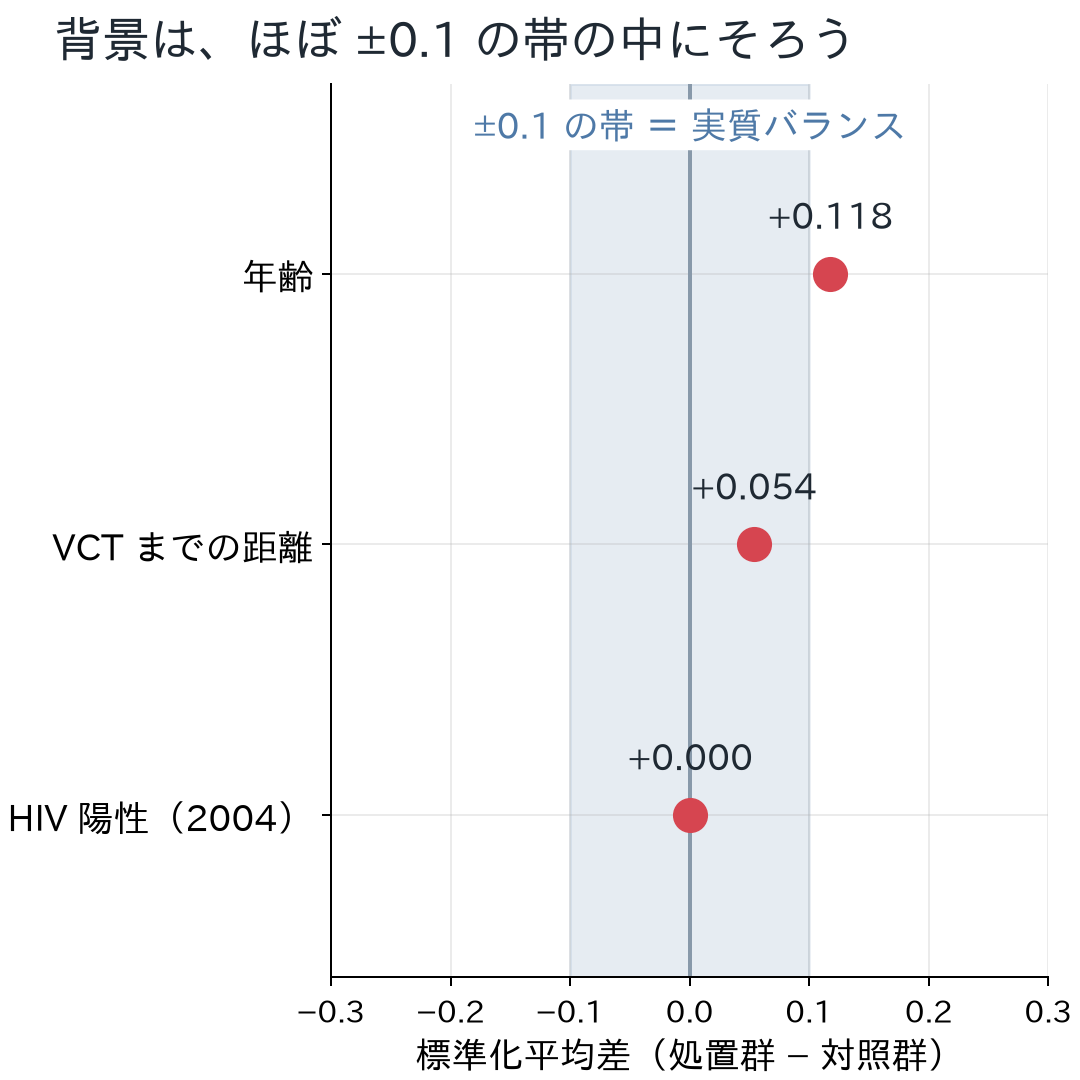 背景は、ほぼ ±0.1 の帯の中にそろう
±0.1 の帯 = 実質バランス
+0.118
年齢
+0.054
VCT までの距離
+0.000
HIV 陽性（2004）
−0.3 −0.2 −0.1 0.0 0.1 0.2 0.3
標準化平均差（処置群 − 対照群）